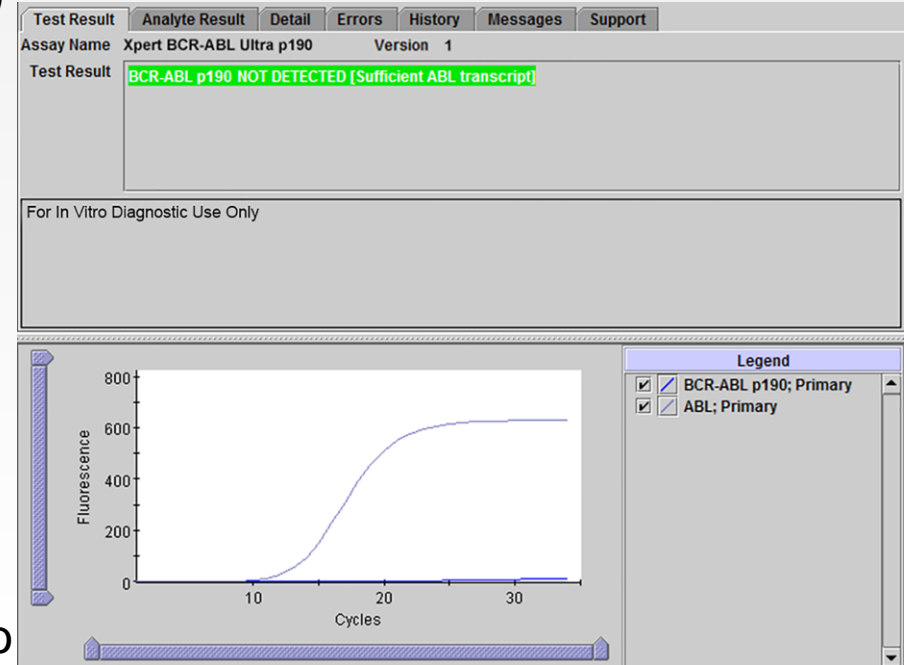 Test Result Analyte Result Detail Errors History Messages Support
Assay Name Xpert BCR-ABL Ultra p190 Version 1
Test Result BCR-ABL p190 NOT DETECTED [Sufficient ABL transcript]
For In Vitro Diagnostic Use Only
Legend
BCR-ABL p190; Primary
ABL; Primary
800
600
400
200
0
Fluorescence
10 20 30
Cycles